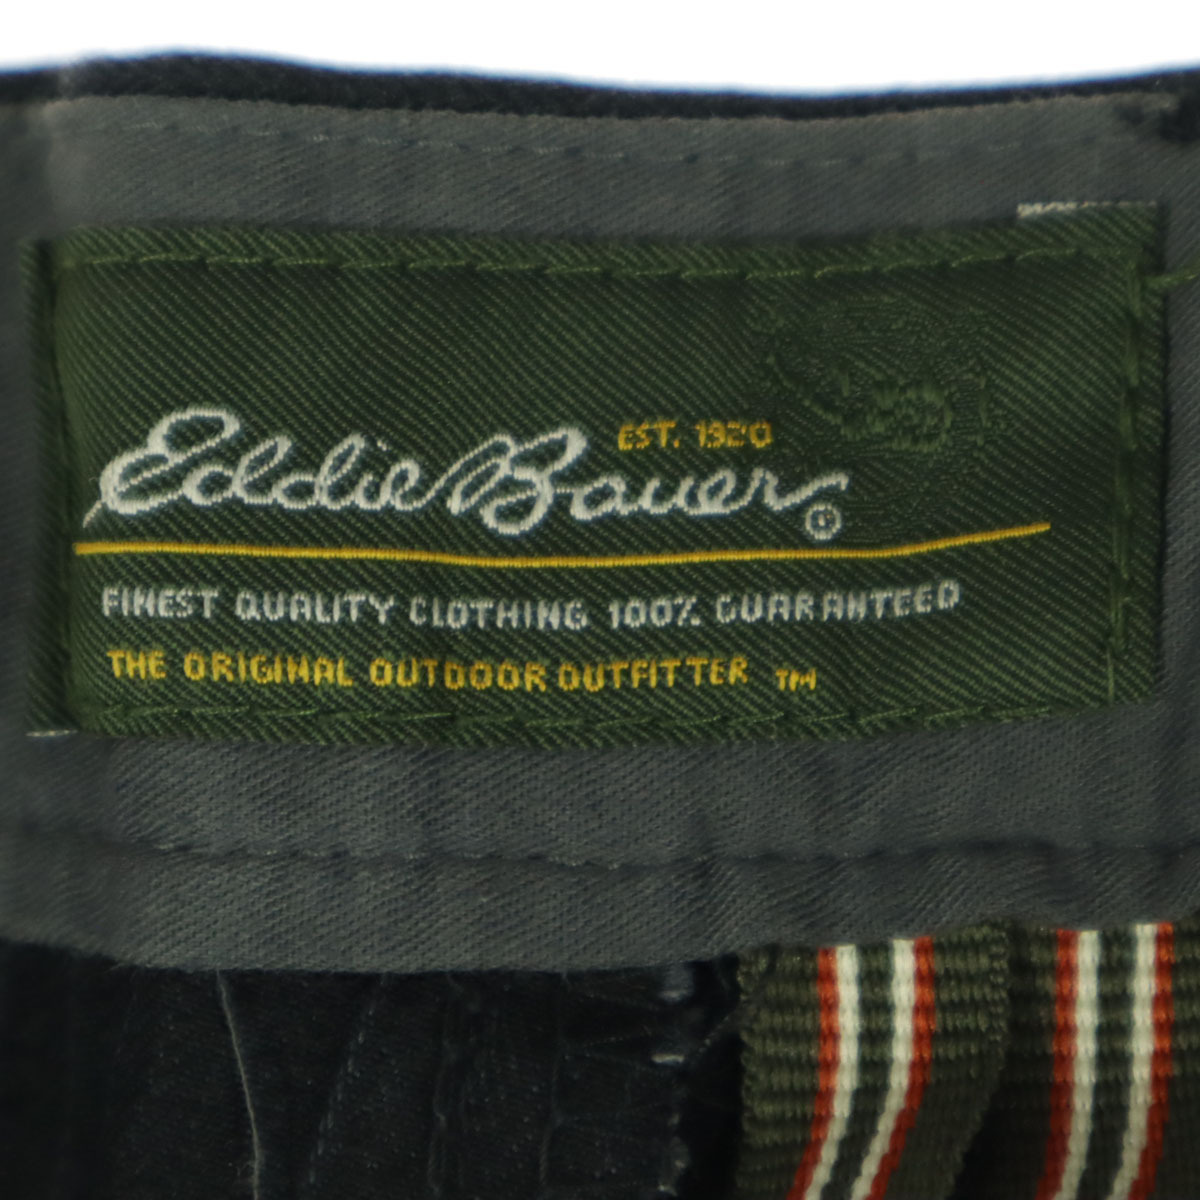 EST. 1920
Eddie Bauer ®
FINEST QUALITY CLOTHING 100% GUARANTEED
THE ORIGINAL OUTDOOR OUTFITTER ™